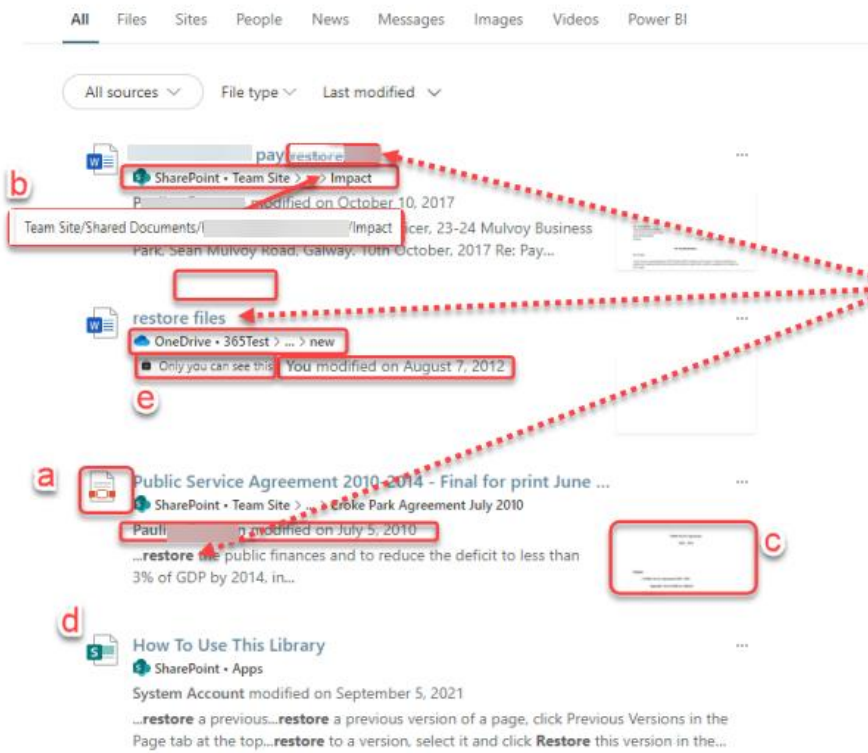 All Files Sites People News Messages Images Videos Power BI
All sources File type Last modified
pay restore
SharePoint • Team Site > ... > Impact
b
modified on October 10, 2017
Team Site/Shared Documents/ /Impact
icer, 23-24 Mulvoy Business
Park, Sean Mulvoy Road, Galway. 10th October, 2017 Re: Pay...
restore files
OneDrive • 365Test > ... > new
Only you can see this You modified on August 7, 2012
e
a
Public Service Agreement 2010-2014 - Final for print June ...
SharePoint • Team Site > ... > Croke Park Agreement July 2010
Pauli n modified on July 5, 2010
...restore the public finances and to reduce the deficit to less than
3% of GDP by 2014, in...
c
d
How To Use This Library
SharePoint • Apps
System Account modified on September 5, 2021
...restore a previous...restore a previous version of a page, click Previous Versions in the
Page tab at the top...restore to a version, select it and click Restore this version in the...